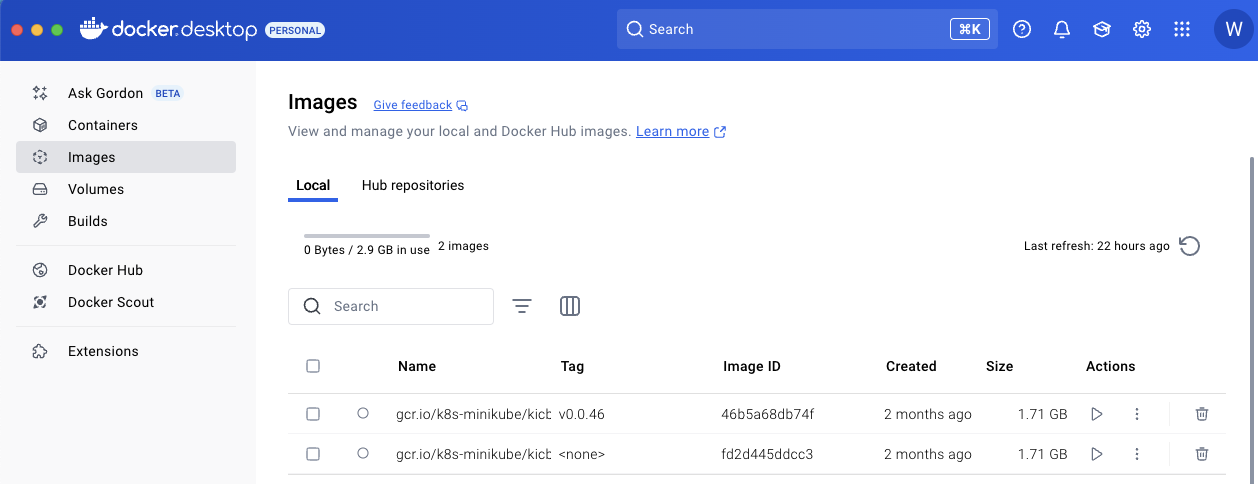 docker.desktop PERSONAL Search ⌘K W
Ask Gordon BETA
Containers
Images
Volumes
Builds
Docker Hub
Docker Scout
Extensions
Images Give feedback
View and manage your local and Docker Hub images. Learn more
Local Hub repositories
0 Bytes / 2.9 GB in use 2 images Last refresh: 22 hours ago
Search
Name Tag Image ID Created Size Actions
gcr.io/k8s-minikube/kicb v0.0.46 46b5a68db74f 2 months ago 1.71 GB
gcr.io/k8s-minikube/kicb <none> fd2d445ddcc3 2 months ago 1.71 GB